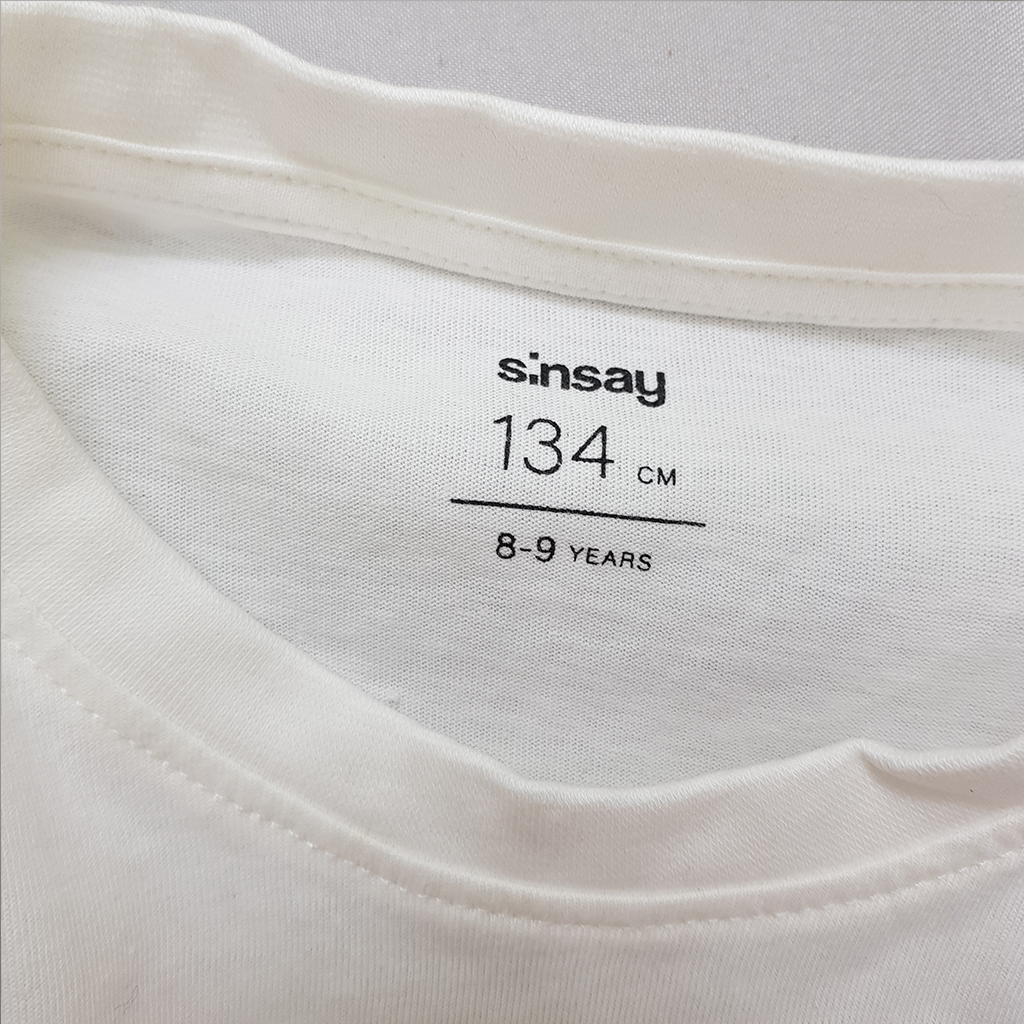 sinsay
134 CM
8-9 YEARS